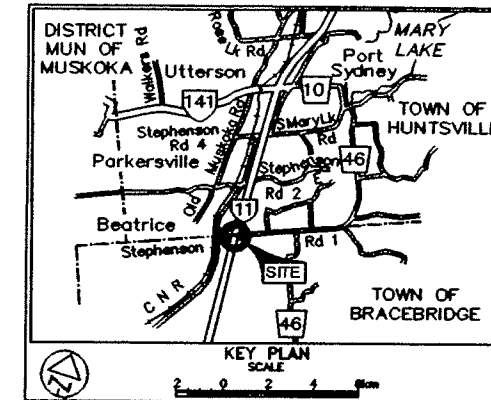 DISTRICT
MUN OF
MUSKOKA
Rose Lk Rd
MARY
LAKE
Walkers Rd
Utterson
Port
Sydney
141
10
TOWN OF
HUNTSVILLE
Stephenson
Rd 4
Muskoka Rd
S Mary Lk
Rd
46
Parkersville
Stephenson
Rd 2
Old
11
Beatrice
Stephenson
Rd 1
CNR
SITE
46
TOWN OF
BRACEBRIDGE
KEY PLAN
SCALE
2 0 2 4 6km
Z